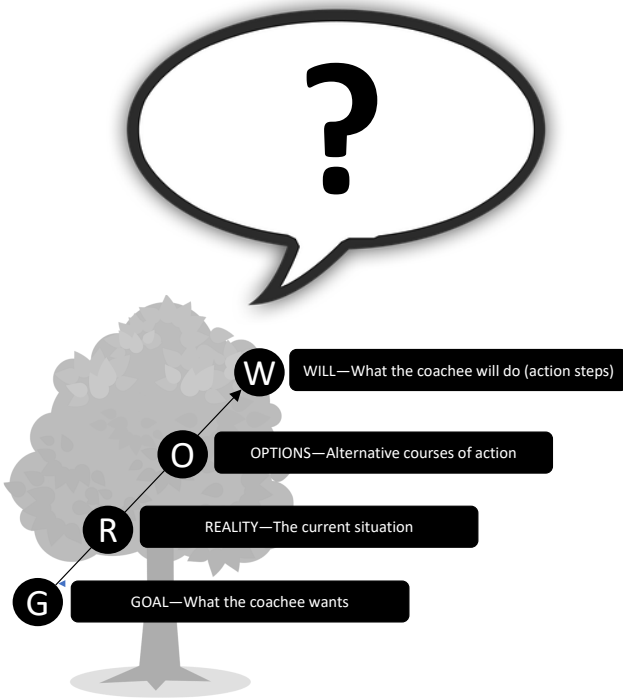 ?
W WILL—What the coachee will do (action steps)
O OPTIONS—Alternative courses of action
R REALITY—The current situation
G GOAL—What the coachee wants